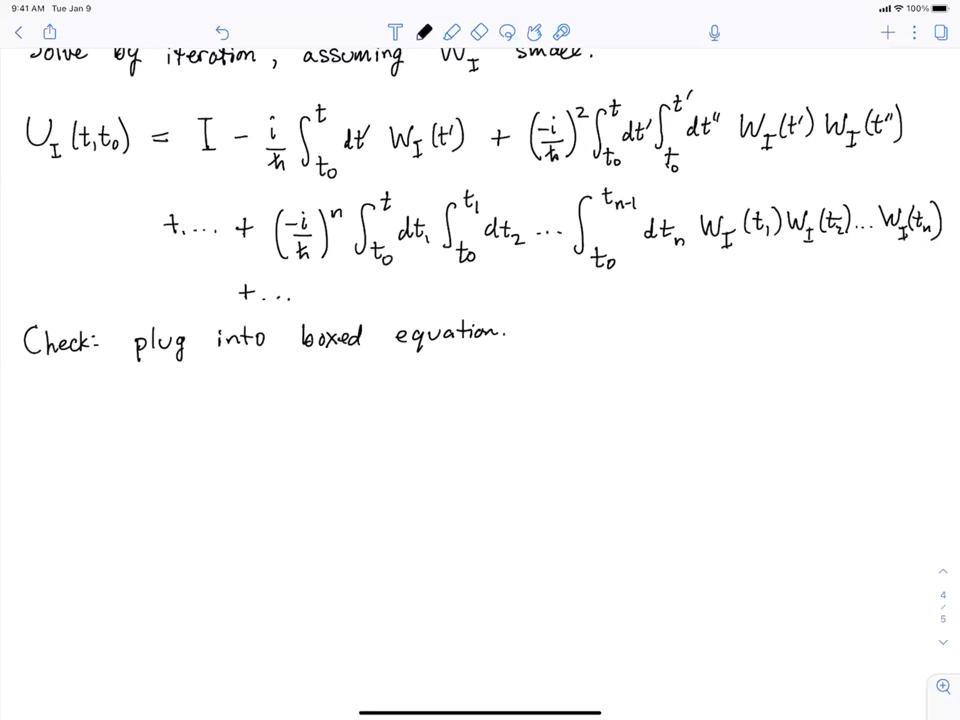 9:41 AM Tue Jan 9 100%
Solve by iteration, assuming W_I small.
U_I(t,t_0) = I - i/ħ ∫_{t_0}^{t} dt' W_I(t') + (-i/ħ)^2 ∫_{t_0}^{t} dt' ∫_{t_0}^{t'} dt'' W_I(t') W_I(t'')
+ ... + (-i/ħ)^n ∫_{t_0}^{t} dt_1 ∫_{t_0}^{t_1} dt_2 ... ∫_{t_0}^{t_{n-1}} dt_n W_I(t_1) W_I(t_2) ... W_I(t_n)
+ ...
Check: plug into boxed equation.
4
/
5